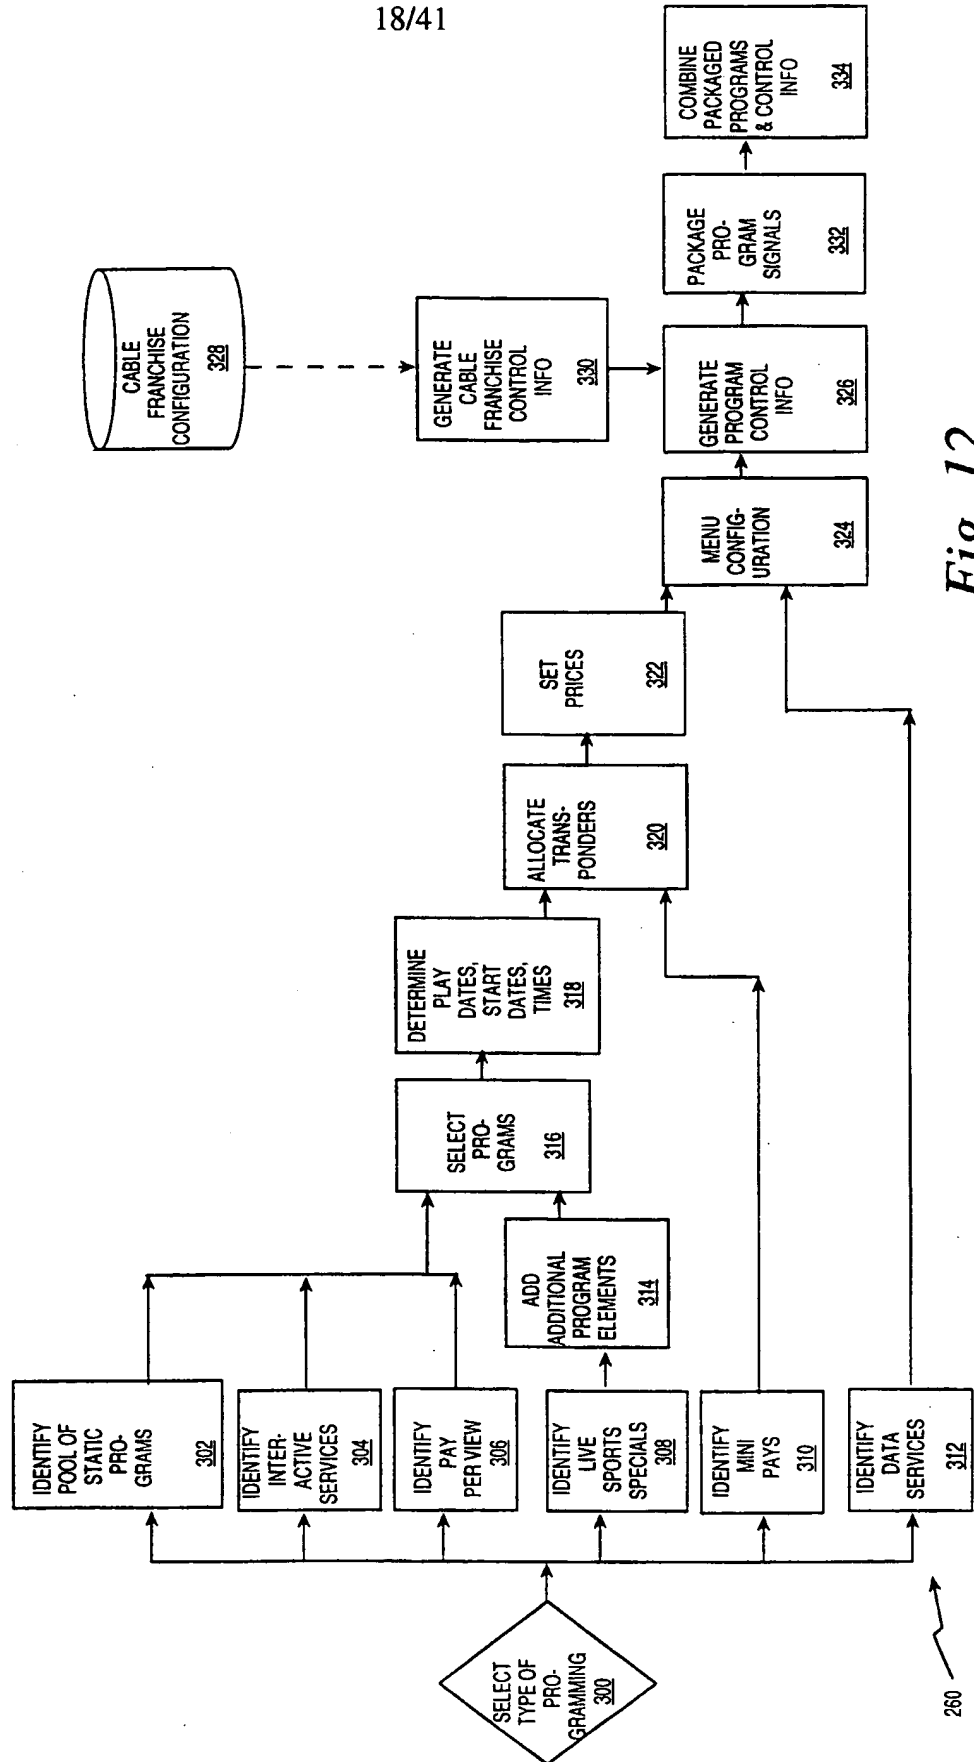 18/41
SELECT
TYPE OF
PRO-
GRAMMING
300
IDENTIFY
POOL OF
STATIC
PRO-
GRAMS
302
IDENTIFY
INTER-
ACTIVE
SERVICES
304
IDENTIFY
PAY
PER VIEW
306
IDENTIFY
LIVE
SPORTS
SPECIALS
308
IDENTIFY
MINI
PAYS
310
IDENTIFY
DATA
SERVICES
312
ADD
ADDITIONAL
PROGRAM
ELEMENTS
314
SELECT
PRO-
GRAMS
316
DETERMINE
PLAY
DATES,
START
DATES,
TIMES
318
ALLOCATE
TRANS-
PONDERS
320
SET
PRICES
322
MENU
CONFIG-
URATION
324
CABLE
FRANCHISE
CONFIGURATION
328
GENERATE
CABLE
FRANCHISE
CONTROL
INFO
330
GENERATE
PROGRAM
CONTROL
INFO
326
PACKAGE
PRO-
GRAM
SIGNALS
332
COMBINE
PACKAGED
PROGRAMS
& CONTROL
INFO
334
260
Fig. 12